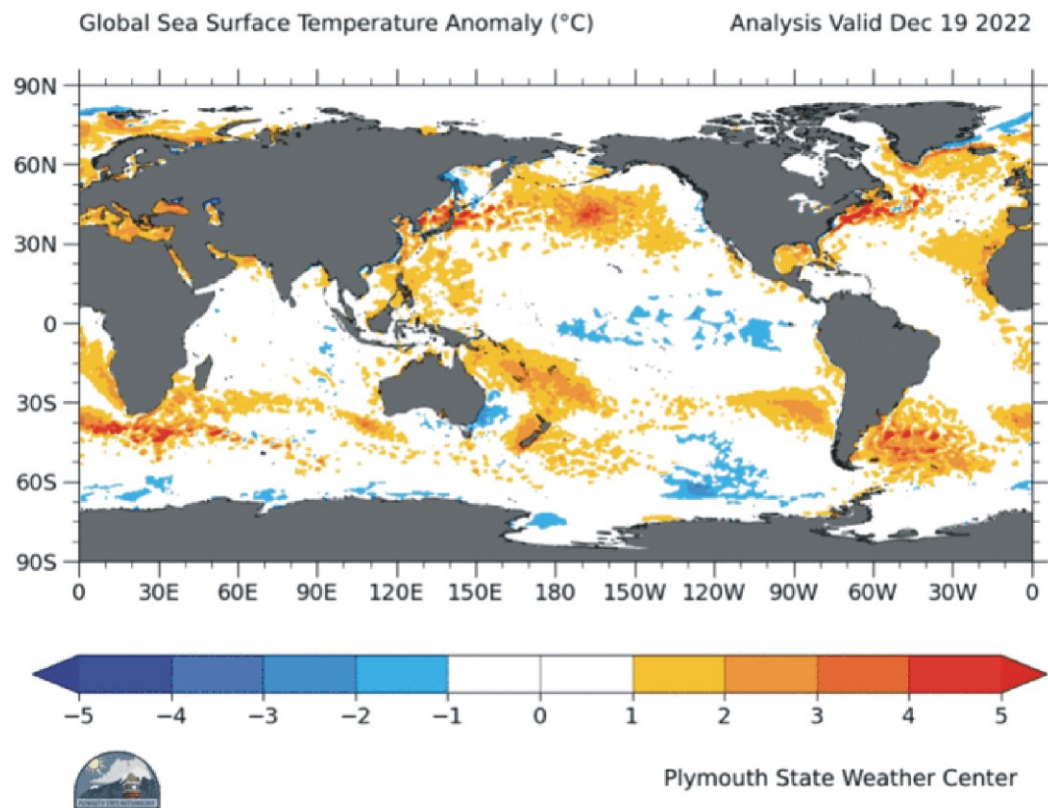 Global Sea Surface Temperature Anomaly (°C) Analysis Valid Dec 19 2022
90N
60N
30N
0
30S
60S
90S
0 30E 60E 90E 120E 150E 180 150W 120W 90W 60W 30W 0
−5 −4 −3 −2 −1 0 1 2 3 4 5
Plymouth State Weather Center